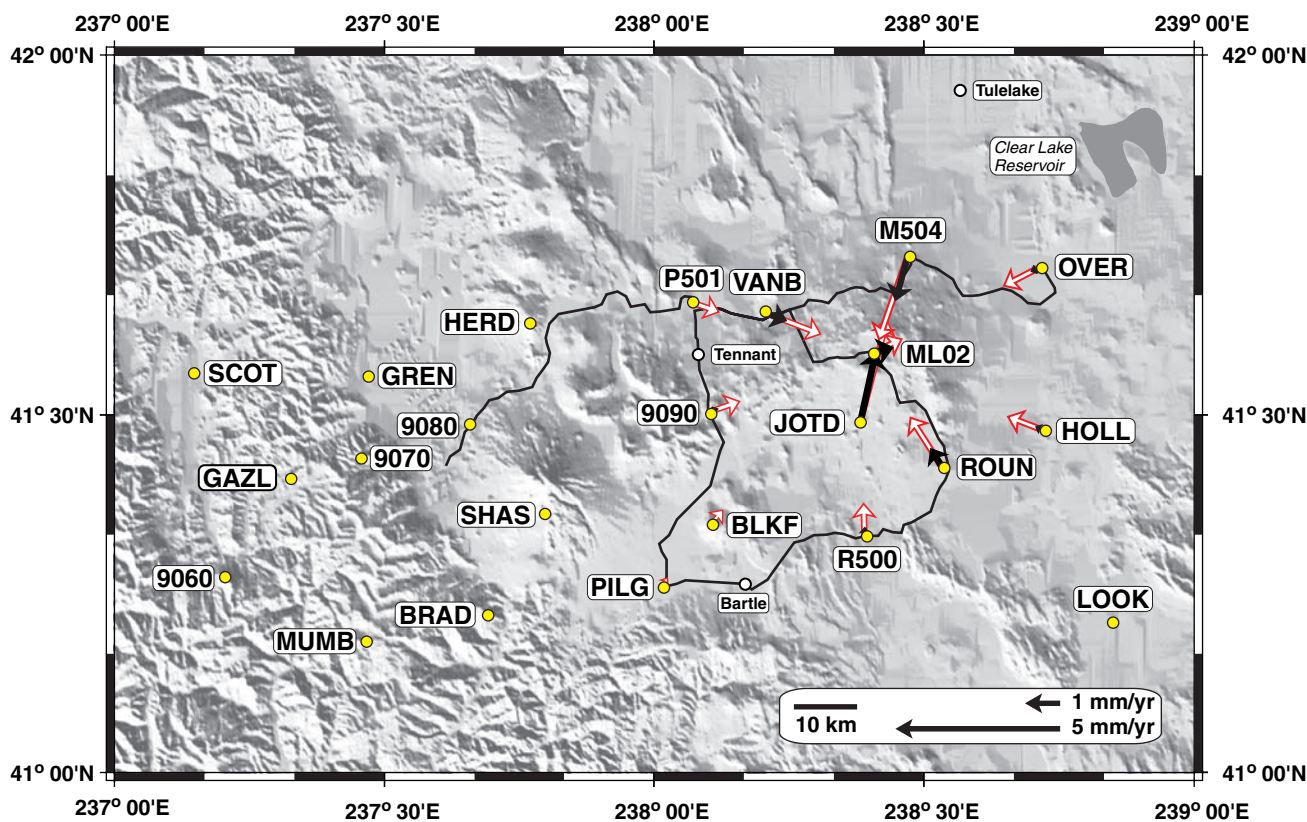 237° 00'E
237° 30'E
238° 00'E
238° 30'E
239° 00'E
42° 00'N
42° 00'N
Tulelake
Clear Lake
Reservoir
M504
OVER
P501
VANB
HERD
ML02
Tennant
SCOT
GREN
9090
JOTD
41° 30'N
41° 30'N
9080
HOLL
9070
ROUN
GAZL
SHAS
BLKF
R500
9060
PILG
Bartle
LOOK
BRAD
MUMB
10 km
1 mm/yr
5 mm/yr
41° 00'N
41° 00'N
237° 00'E
237° 30'E
238° 00'E
238° 30'E
239° 00'E